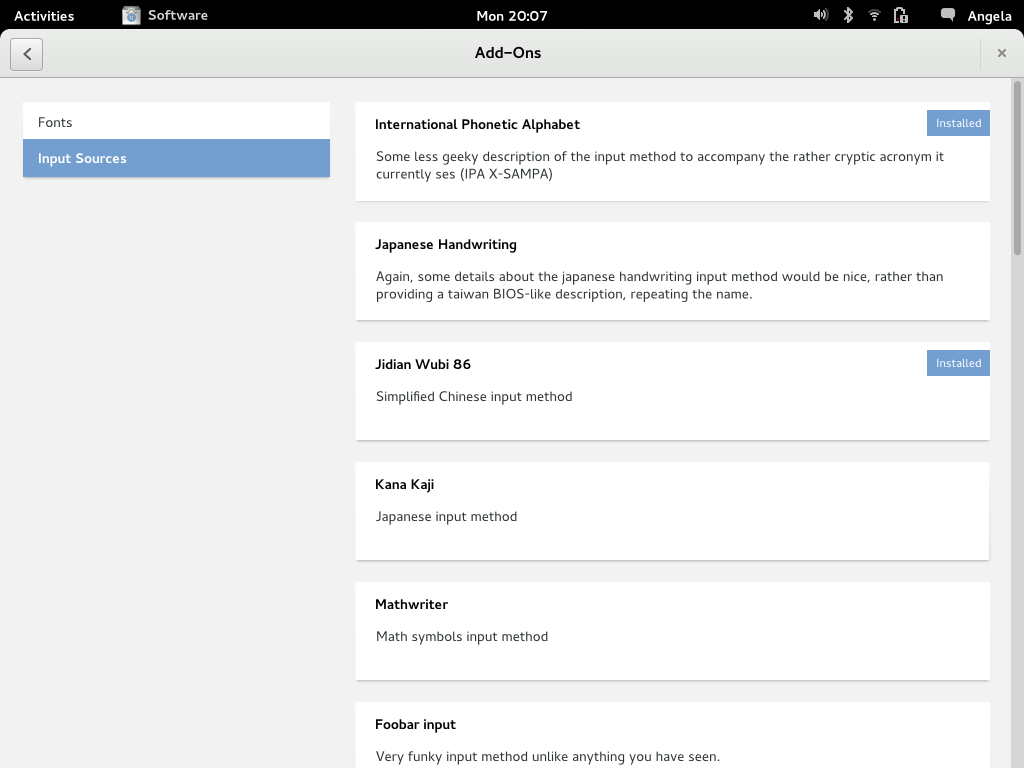 Activities
Software
Mon 20:07
Angela
Add-Ons
Fonts
Input Sources
International Phonetic Alphabet
Installed
Some less geeky description of the input method to accompany the rather cryptic acronym it
currently ses (IPA X-SAMPA)
Japanese Handwriting
Again, some details about the japanese handwriting input method would be nice, rather than
providing a taiwan BIOS-like description, repeating the name.
Jidian Wubi 86
Installed
Simplified Chinese input method
Kana Kaji
Japanese input method
Mathwriter
Math symbols input method
Foobar input
Very funky input method unlike anything you have seen.